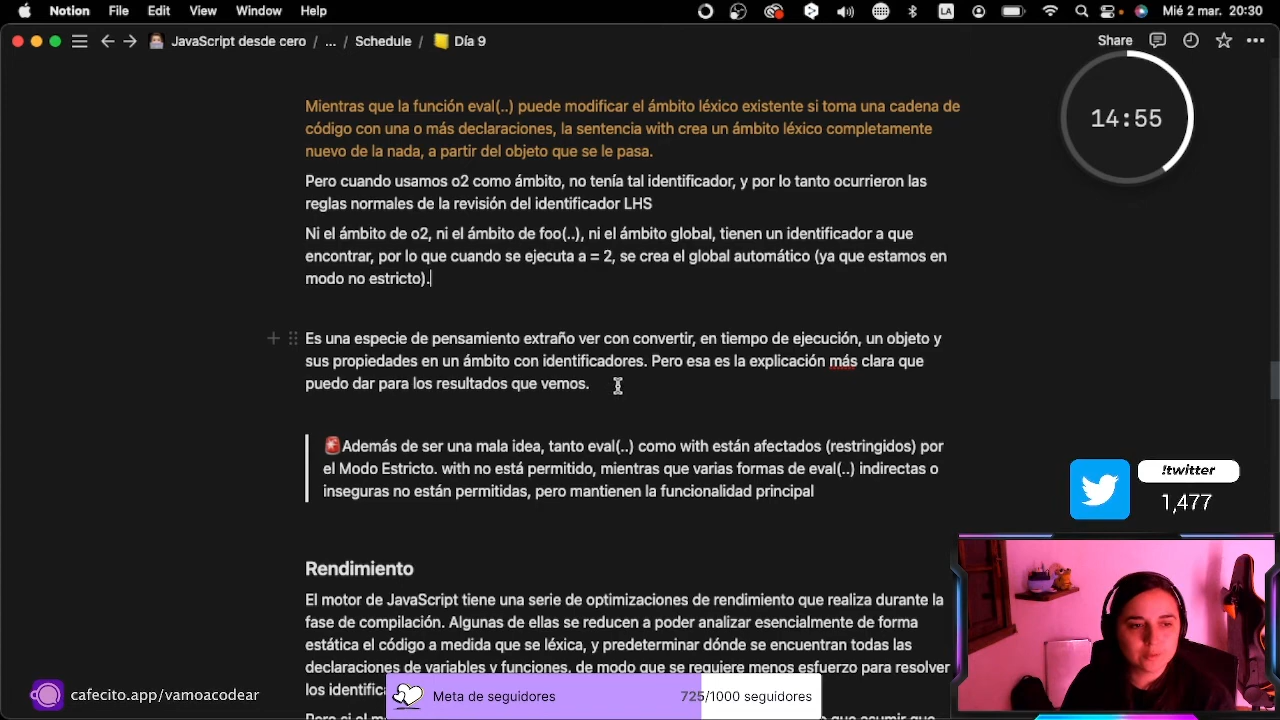 Notion File Edit View Window Help LA Mié 2 mar. 20:30
JavaScript desde cero / ... / Schedule / Día 9 Share
14:55
Mientras que la función eval(..) puede modificar el ámbito léxico existente si toma una cadena de
código con una o más declaraciones, la sentencia with crea un ámbito léxico completamente
nuevo de la nada, a partir del objeto que se le pasa.
Pero cuando usamos o2 como ámbito, no tenía tal identificador, y por lo tanto ocurrieron las
reglas normales de la revisión del identificador LHS
Ni el ámbito de o2, ni el ámbito de foo(..), ni el ámbito global, tienen un identificador a que
encontrar, por lo que cuando se ejecuta a = 2, se crea el global automático (ya que estamos en
modo no estricto).
Es una especie de pensamiento extraño ver con convertir, en tiempo de ejecución, un objeto y
sus propiedades en un ámbito con identificadores. Pero esa es la explicación más clara que
puedo dar para los resultados que vemos.
Además de ser una mala idea, tanto eval(..) como with están afectados (restringidos) por
el Modo Estricto. with no está permitido, mientras que varias formas de eval(..) indirectas o
inseguras no están permitidas, pero mantienen la funcionalidad principal
!twitter
1,477
Rendimiento
El motor de JavaScript tiene una serie de optimizaciones de rendimiento que realiza durante la
fase de compilación. Algunas de ellas se reducen a poder analizar esencialmente de forma
estática el código a medida que se léxica, y predeterminar dónde se encuentran todas las
declaraciones de variables y funciones, de modo que se requiere menos esfuerzo para resolver
los
cafecito.app/vamoacodear
Meta de seguidores 725/1000 seguidores